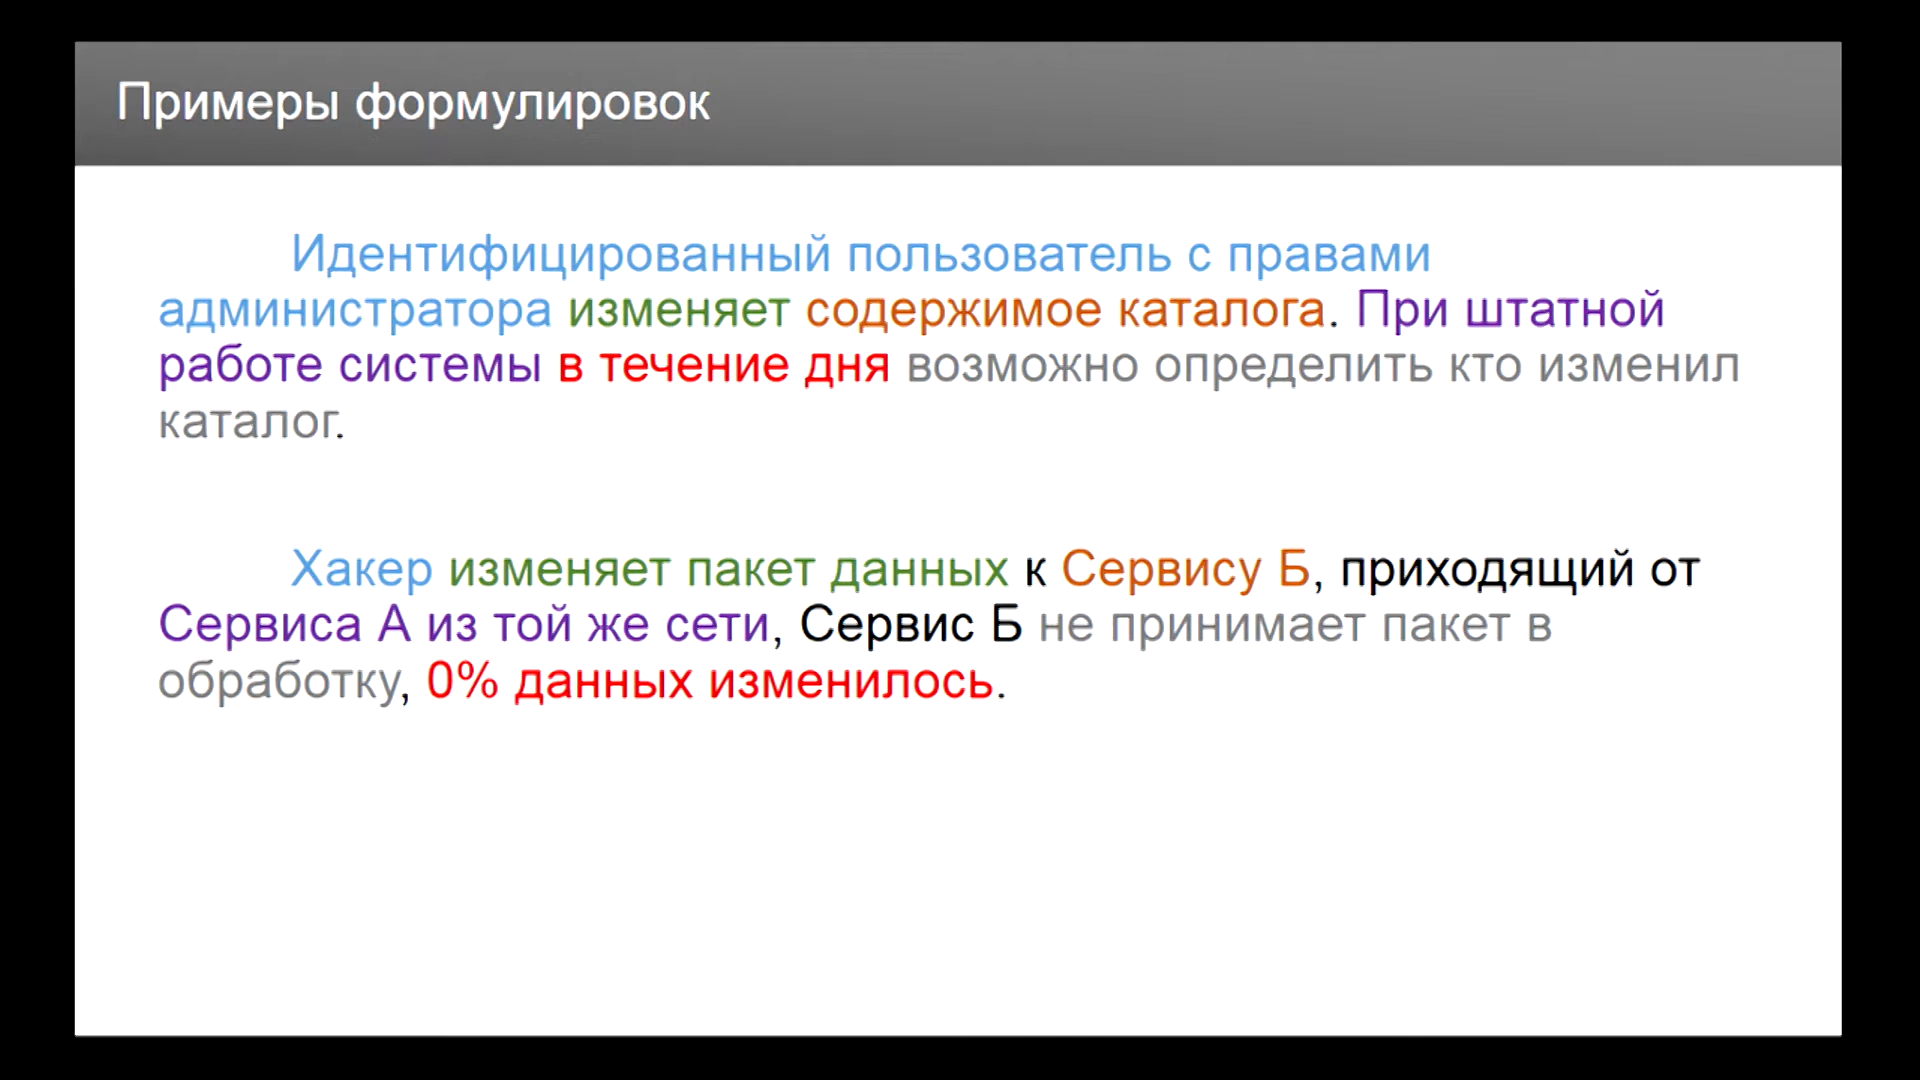 Примеры формулировок
Идентифицированный пользователь с правами
администратора изменяет содержимое каталога. При штатной
работе системы в течение дня возможно определить кто изменил
каталог.
Хакер изменяет пакет данных к Сервису Б, приходящий от
Сервиса А из той же сети, Сервис Б не принимает пакет в
обработку, 0% данных изменилось.